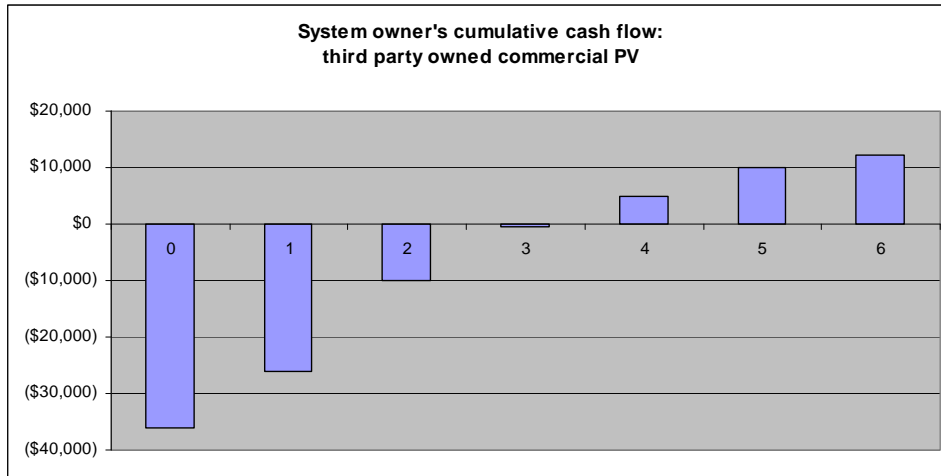 System owner's cumulative cash flow:
third party owned commercial PV
$20,000
$10,000
$0
0 1 2 3 4 5 6
($10,000)
($20,000)
($30,000)
($40,000)